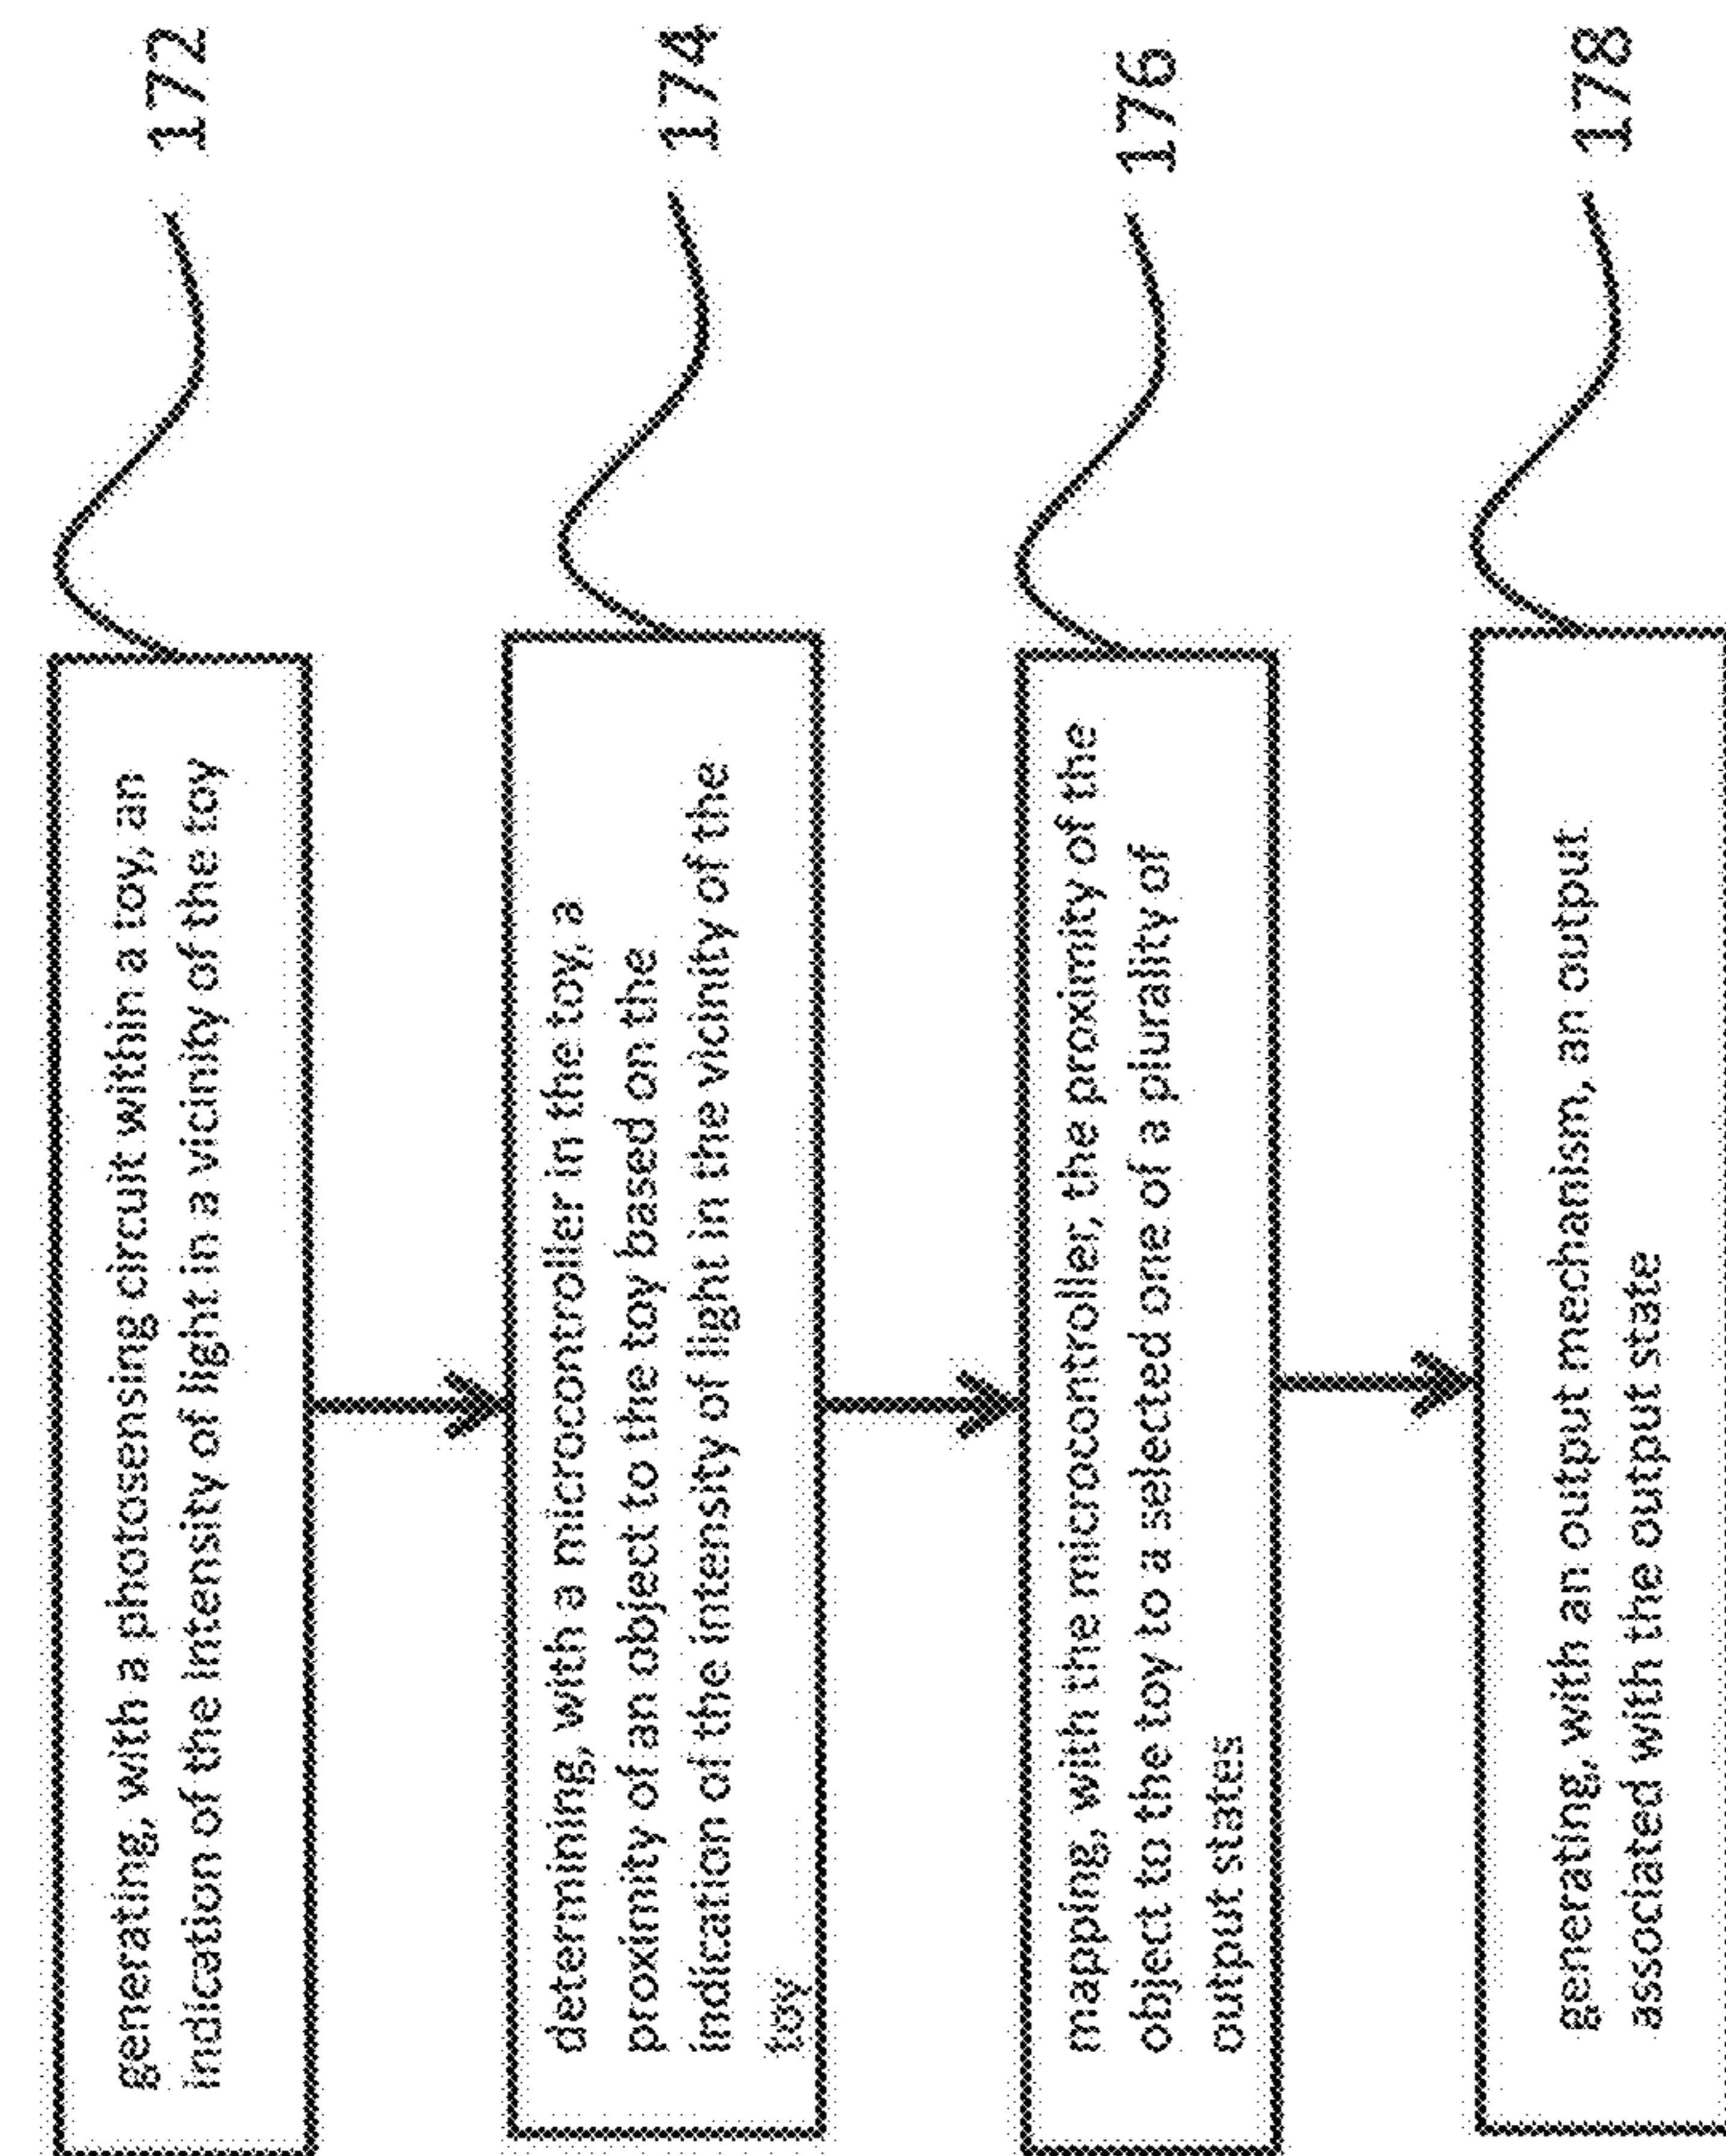 generating, with a photosensing circuit within a toy, an
indication of the intensity of light in a vicinity of the toy
172
determining, with a microcontroller in the toy, a
proximity of an object to the toy based on the
indication of the intensity of light in the vicinity of the
toy
174
mapping, with the microcontroller, the proximity of the
object to the toy to a selected one of a plurality of
output states
176
generating, with an output mechanism, an output
associated with the output state
178